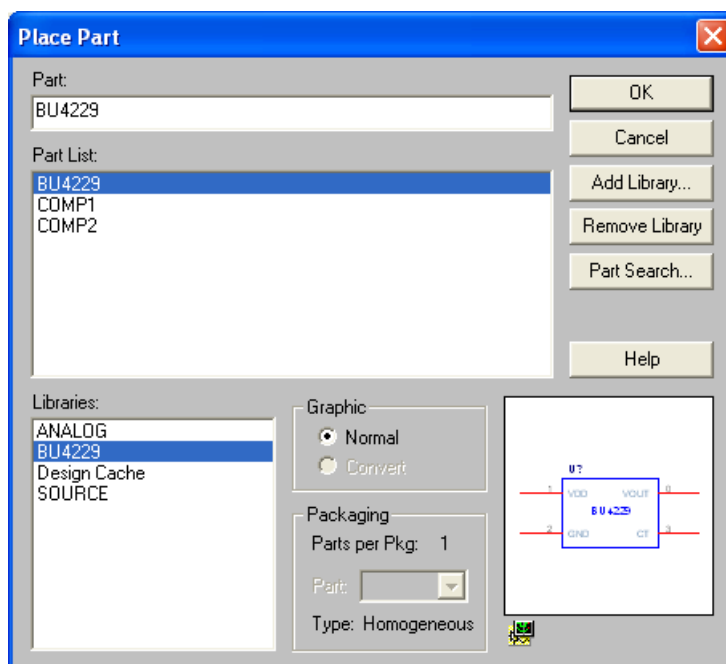 Place Part
Part:
BU4229
OK
Cancel
Part List:
BU4229
COMP1
COMP2
Add Library...
Remove Library
Part Search...
Help
Libraries:
ANALOG
BU4229
Design Cache
SOURCE
Graphic
Normal
Convert
Packaging
Parts per Pkg: 1
Part:
Type: Homogeneous
U?
1 VDD VOUT 0
BU4229
2 GND CT 3